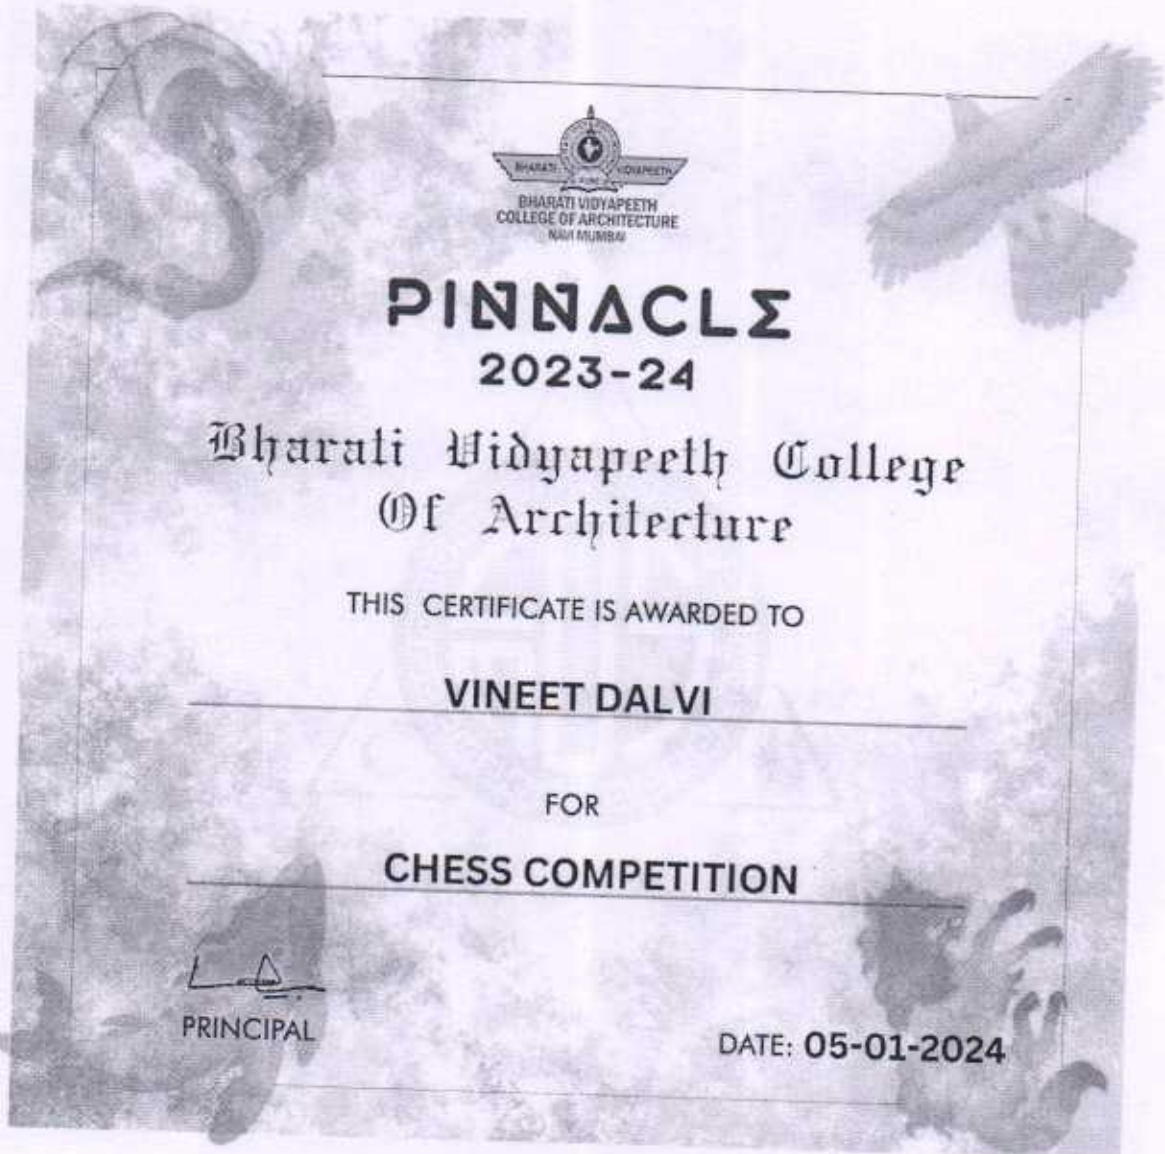 BHARATI VIDYAPEETH
BHARATI VIDYAPEETH
COLLEGE OF ARCHITECTURE
NAVI MUMBAI
PINNACLE
2023-24
Bharati Vidyapeeth College
Of Architecture
THIS CERTIFICATE IS AWARDED TO
VINEET DALVI
FOR
CHESS COMPETITION
PRINCIPAL
DATE: 05-01-2024